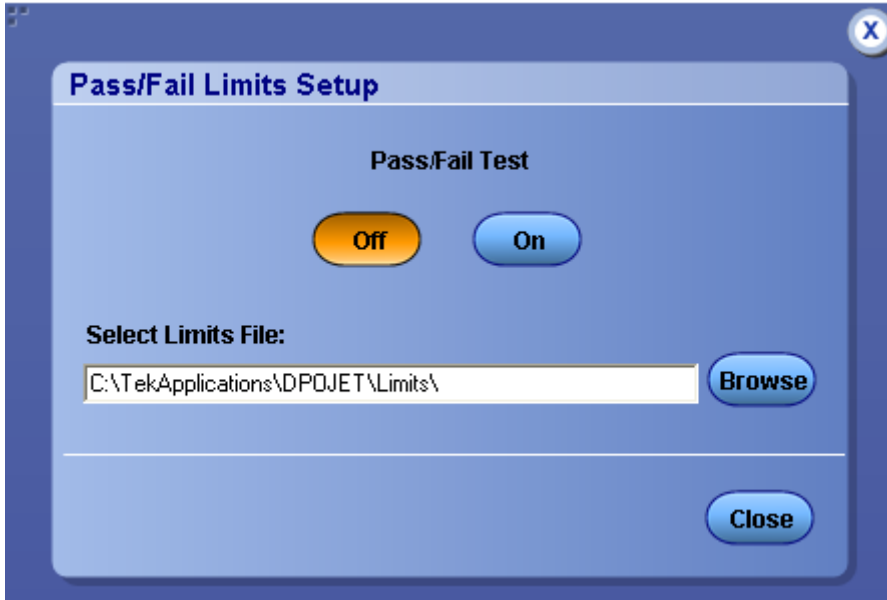 X
Pass/Fail Limits Setup
Pass/Fail Test
Off On
Select Limits File:
C:\TekApplications\DPOJET\Limits\ Browse
Close